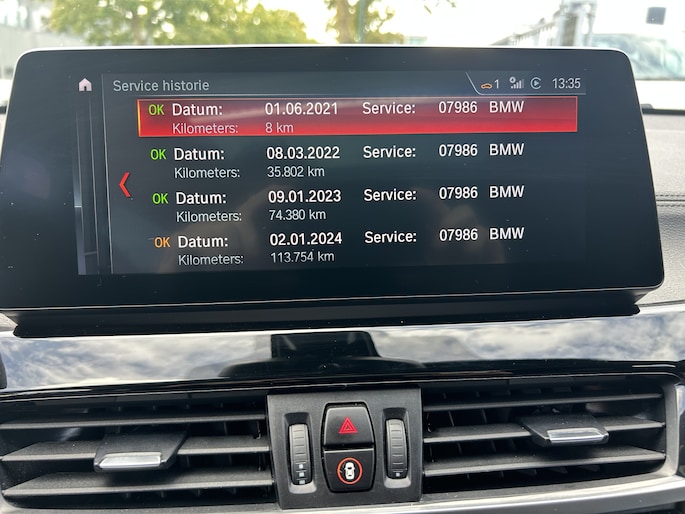 Service historie 1 13:35
OK Datum: 01.06.2021 Service: 07986 BMW
Kilometers: 8 km
OK Datum: 08.03.2022 Service: 07986 BMW
Kilometers: 35.802 km
OK Datum: 09.01.2023 Service: 07986 BMW
Kilometers: 74.380 km
OK Datum: 02.01.2024 Service: 07986 BMW
Kilometers: 113.754 km